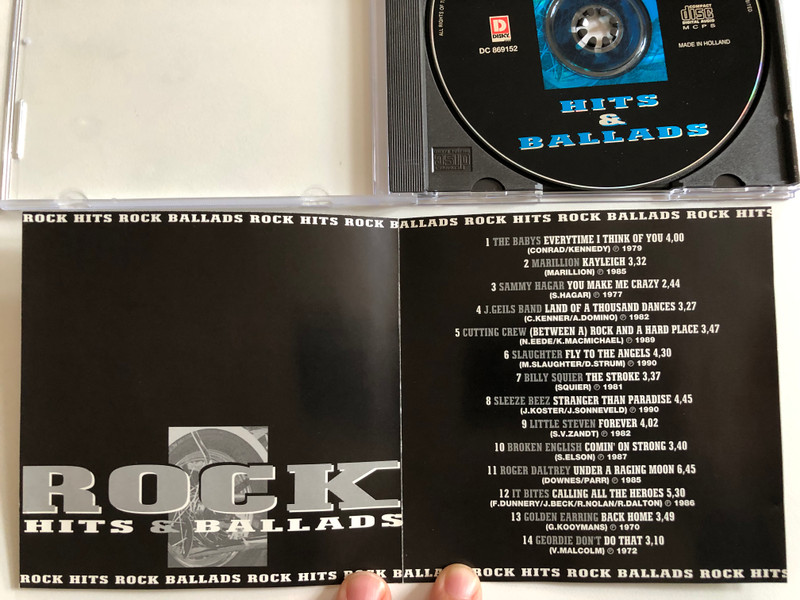 ALL RIGHTS OF
DISKY.
DC 869152
COMPACT
disc
DIGITAL AUDIO
MCPS
MADE IN HOLLAND
HITS
&
BALLADS
ROCK HITS ROCK BALLADS ROCK HITS ROCK BALLADS ROCK HITS ROCK BALLADS ROCK HITS
1 THE BABYS EVERYTIME I THINK OF YOU 4,00
(CONRAD/KENNEDY) ℗ 1979
2 MARILLION KAYLEIGH 3,32
(MARILLION) ℗ 1985
3 SAMMY HAGAR YOU MAKE ME CRAZY 2,44
(S.HAGAR) ℗ 1977
4 J.GEILS BAND LAND OF A THOUSAND DANCES 3,27
(C.KENNER/A.DOMINO) ℗ 1982
5 CUTTING CREW (BETWEEN A) ROCK AND A HARD PLACE 3,47
(N.EEDE/K.MACMICHAEL) ℗ 1989
6 SLAUGHTER FLY TO THE ANGELS 4,30
(M.SLAUGHTER/D.STRUM) ℗ 1990
7 BILLY SQUIER THE STROKE 3,37
(SQUIER) ℗ 1981
8 SLEEZE BEEZ STRANGER THAN PARADISE 4,45
(J.KOSTER/J.SONNEVELD) ℗ 1990
9 LITTLE STEVEN FOREVER 4,02
(S.V.ZANDT) ℗ 1982
10 BROKEN ENGLISH COMIN' ON STRONG 3,40
(S.ELSON) ℗ 1987
11 ROGER DALTREY UNDER A RAGING MOON 6,45
(DOWNES/PARR) ℗ 1985
12 IT BITES CALLING ALL THE HEROES 5,30
(F.DUNNERY/J.BECK/R.NOLAN/R.DALTON) ℗ 1986
13 GOLDEN EARRING BACK HOME 3,49
(G.KOOYMANS) ℗ 1970
14 GEORDIE DON'T DO THAT 3,10
(V.MALCOLM) ℗ 1972
ROCK
HITS & BALLADS
ROCK HITS ROCK BALLADS ROCK HITS ROCK BALLADS ROCK HITS ROCK BALLADS ROCK HITS